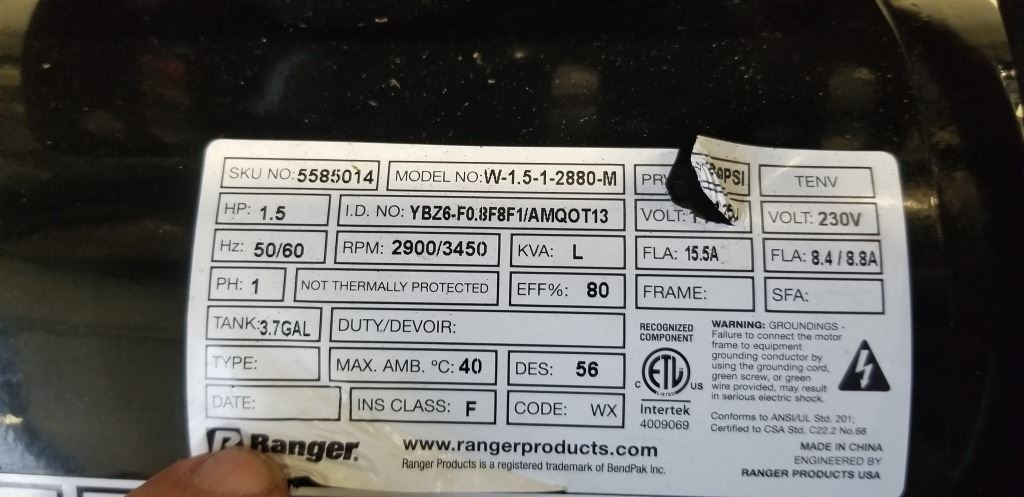 SKU NO: 5585014 MODEL NO: W-1.5-1-2880-M TENV
HP: 1.5 I.D. NO: YBZ6-F0.8F8F1/AMQOT13 VOLT: VOLT: 230V
Hz: 50/60 RPM: 2900/3450 KVA: L FLA: 15.5A FLA: 8.4 / 8.8A
PH: 1 NOT THERMALLY PROTECTED EFF%: 80 FRAME: SFA:
TANK: 3.7GAL DUTY/DEVOIR:
TYPE: MAX. AMB. °C: 40 DES: 56
DATE: INS CLASS: F CODE: WX
RECOGNIZED
COMPONENT
C ETL US
LISTED
Intertek
4009069
WARNING: GROUNDINGS -
Failure to connect the motor
frame to equipment
grounding conductor by
using the grounding cord,
green screw, or green
wire provided, may result
in serious electric shock.
Conforms to ANSI/UL Std. 201;
Certified to CSA Std. C22.2 No.68
MADE IN CHINA
ENGINEERED BY
RANGER PRODUCTS USA
Ranger.
www.rangerproducts.com
Ranger Products is a registered trademark of BendPak Inc.